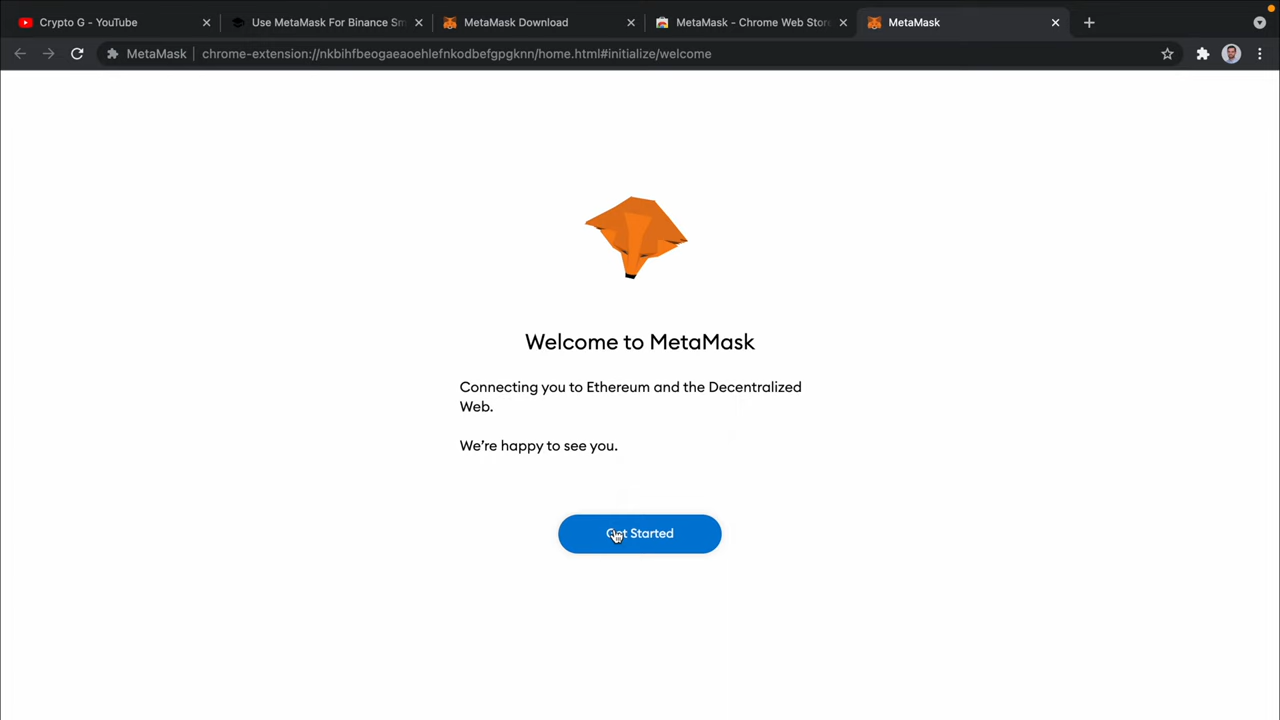 Crypto G - YouTube
Use MetaMask For Binance Sm
MetaMask Download
MetaMask - Chrome Web Store
MetaMask
MetaMask
chrome-extension://nkbihfbeogaeaoehlefnkodbefgpgknn/home.html#initialize/welcome
Welcome to MetaMask
Connecting you to Ethereum and the Decentralized
Web.
We're happy to see you.
Get Started